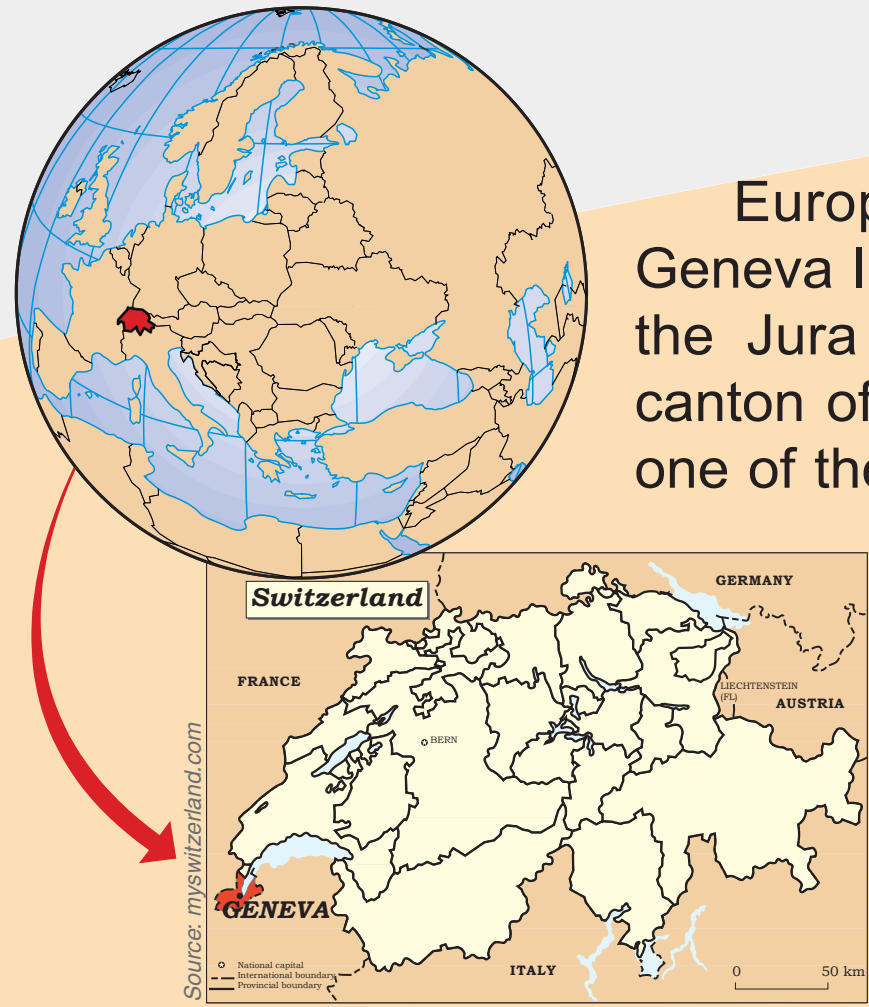 Europ
Geneva l
the Jura
canton of
one of the
Switzerland
GERMANY
FRANCE
LIECHTENSTEIN
(FL)
AUSTRIA
BERN
GENEVA
ITALY
National capital
International boundary
Provincial boundary
0 50 km
Source: myswitzerland.com